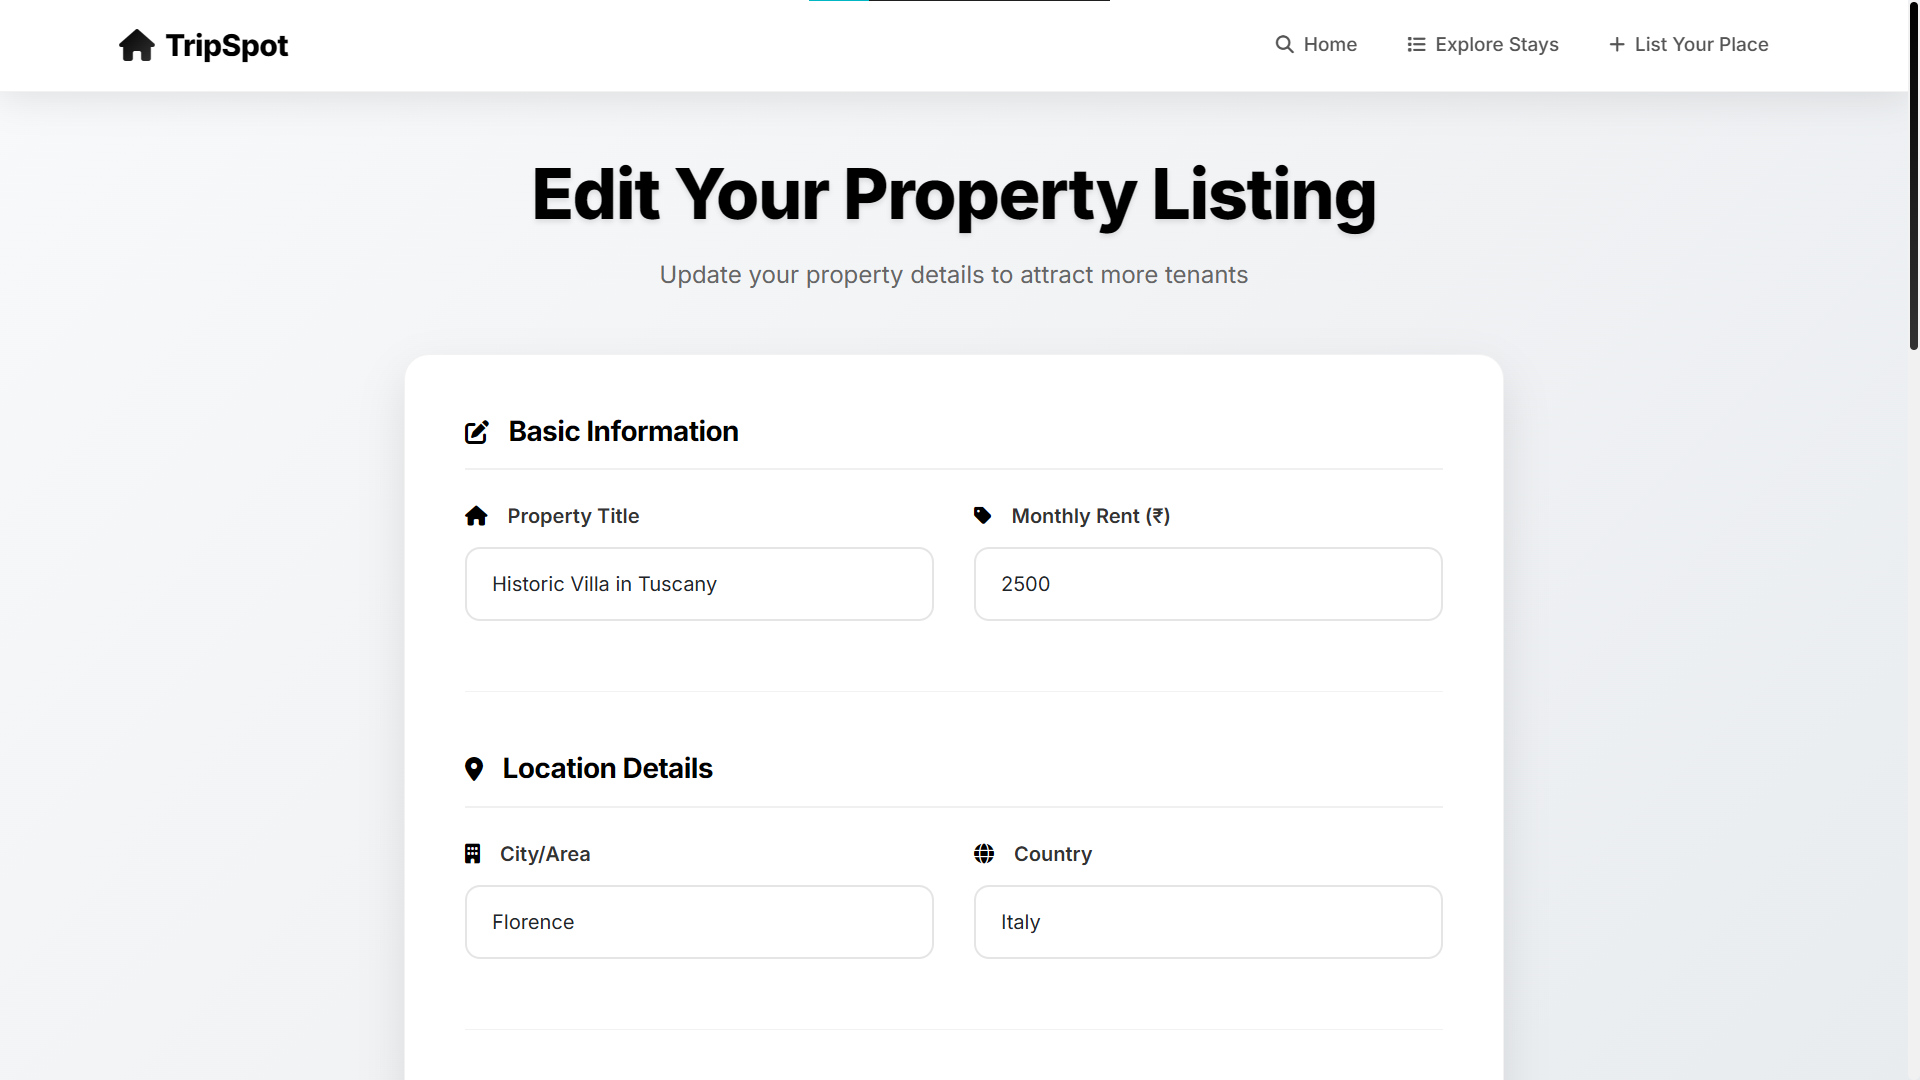 TripSpot
Home
Explore Stays
List Your Place
Edit Your Property Listing
Update your property details to attract more tenants
Basic Information
Property Title
Monthly Rent (₹)
Historic Villa in Tuscany
2500
Location Details
City/Area
Country
Florence
Italy